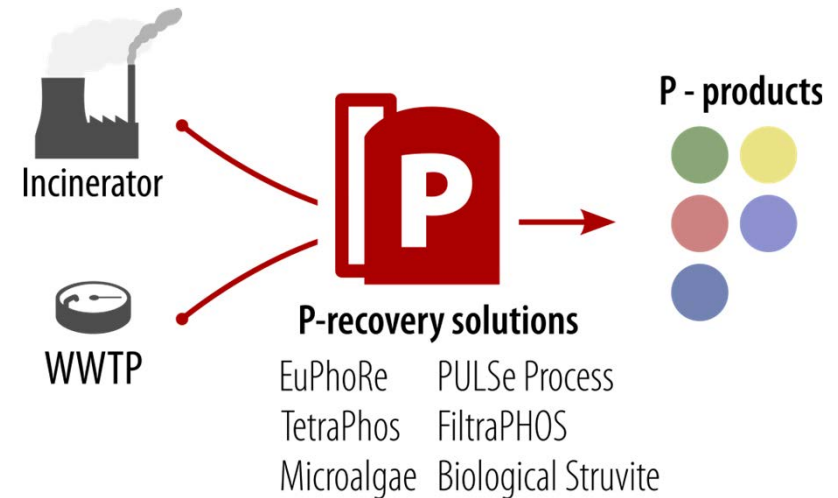 Incinerator
WWTP
P
P-recovery solutions
EuPhoRe PULSe Process
TetraPhos FiltraPHOS
Microalgae Biological Struvite
P - products